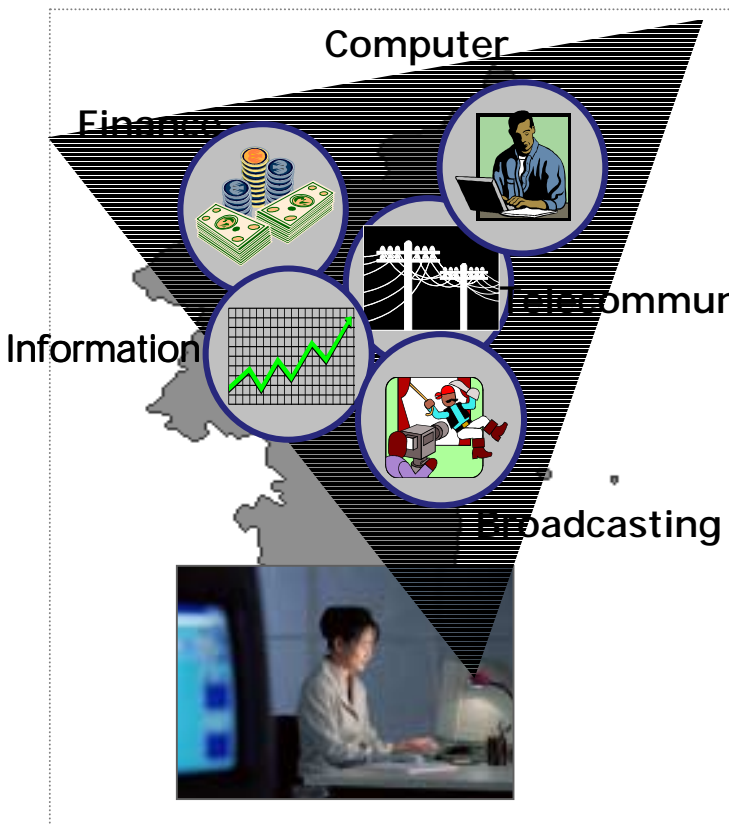 Computer
Finance
Telecommun
Information
Broadcasting